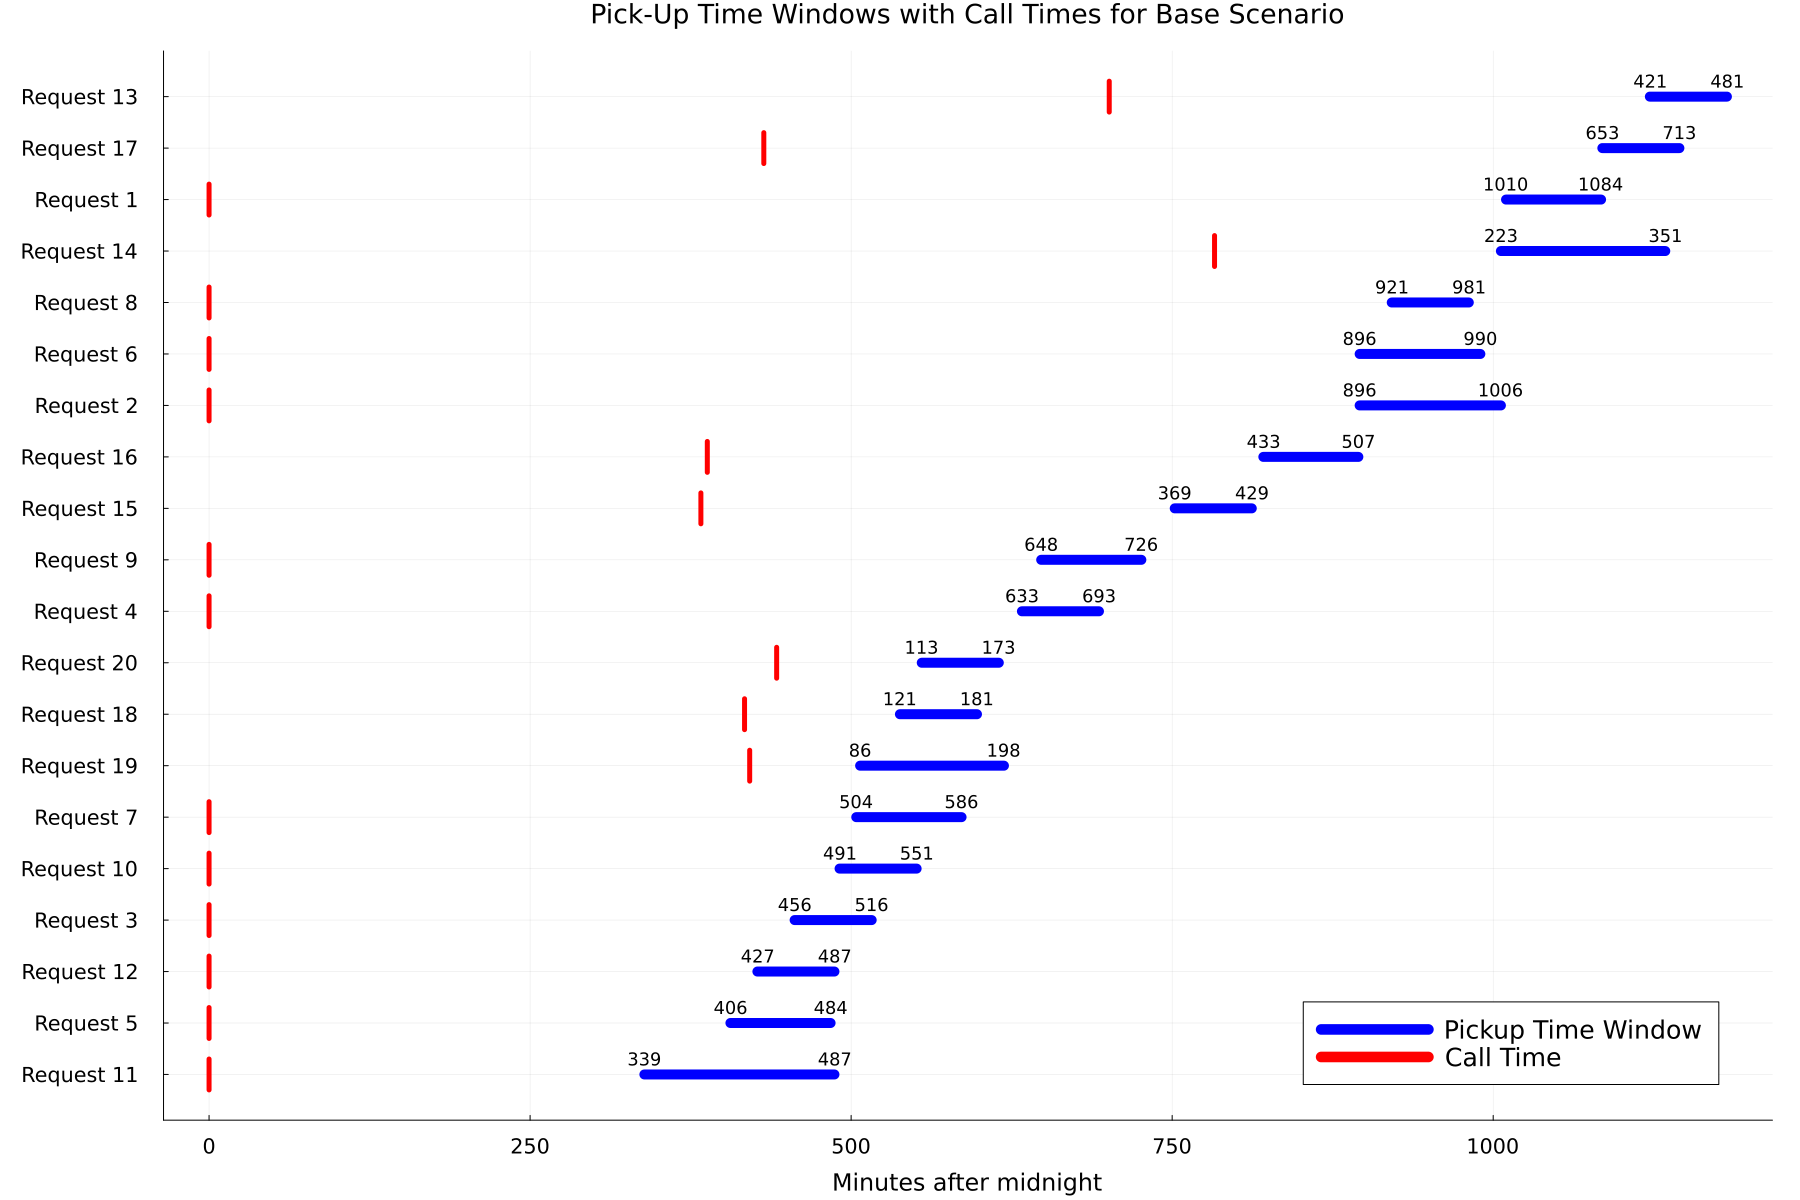 Pick-Up Time Windows with Call Times for Base Scenario
Request 13 421 481
Request 17 653 713
Request 1 1010 1084
Request 14 223 351
Request 8 921 981
Request 6 896 990
Request 2 896 1006
Request 16 433 507
Request 15 369 429
Request 9 648 726
Request 4 633 693
Request 20 113 173
Request 18 121 181
Request 19 86 198
Request 7 504 586
Request 10 491 551
Request 3 456 516
Request 12 427 487
Request 5 406 484
Request 11 339 487
Pickup Time Window
Call Time
0 250 500 750 1000
Minutes after midnight